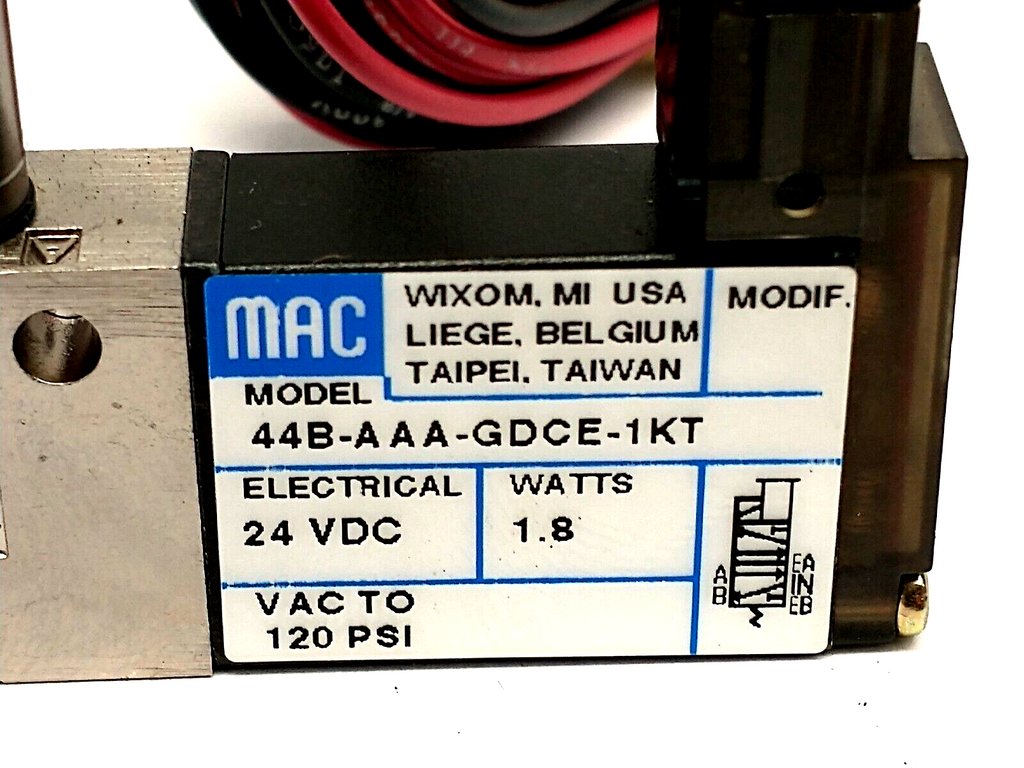 MAC
WIXOM, MI USA
LIEGE, BELGIUM
TAIPEI, TAIWAN
MODIF.
MODEL
44B-AAA-GDCE-1KT
ELECTRICAL
24 VDC
WATTS
1.8
VAC TO
120 PSI
A
B
EA
IN
EB